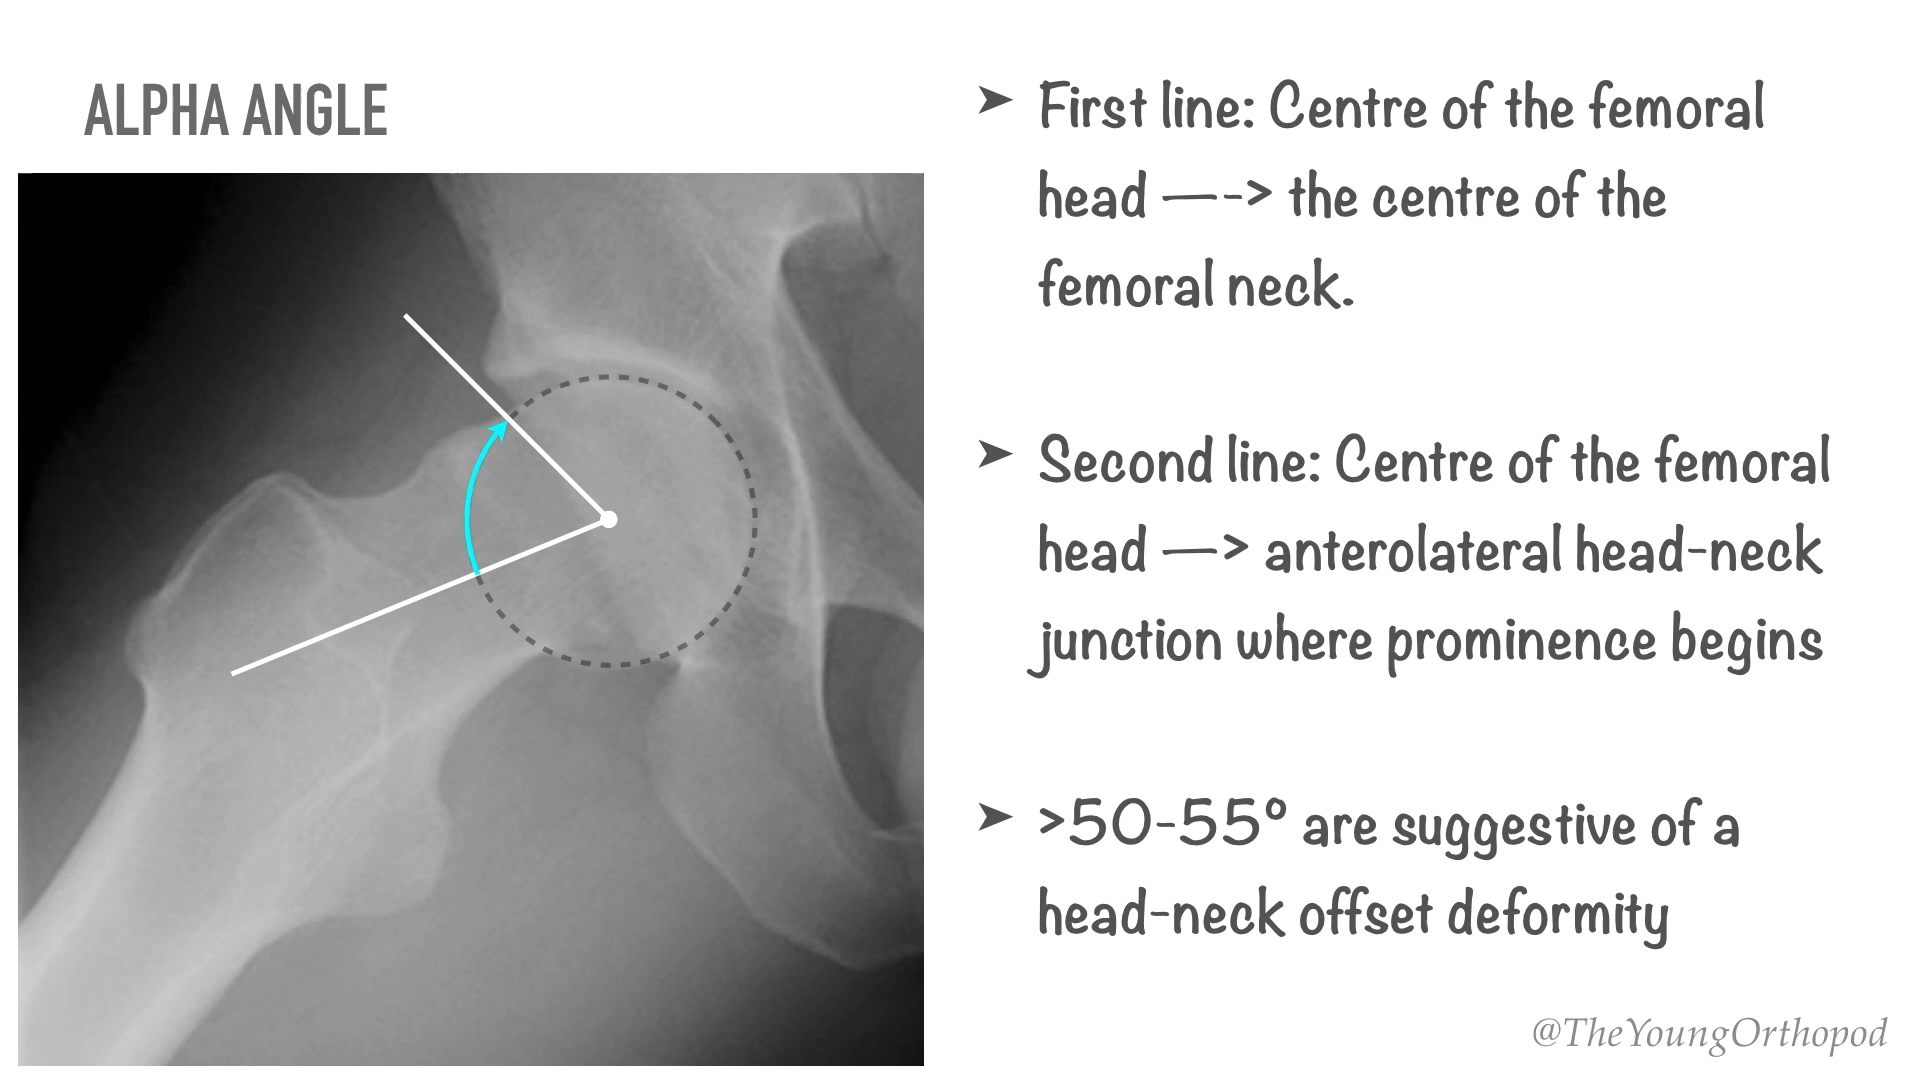 ALPHA ANGLE
➤ First line: Centre of the femoral
head —-> the centre of the
femoral neck.
➤ Second line: Centre of the femoral
head —> anterolateral head-neck
junction where prominence begins
➤ >50-55º are suggestive of a
head-neck offset deformity
@TheYoungOrthopod